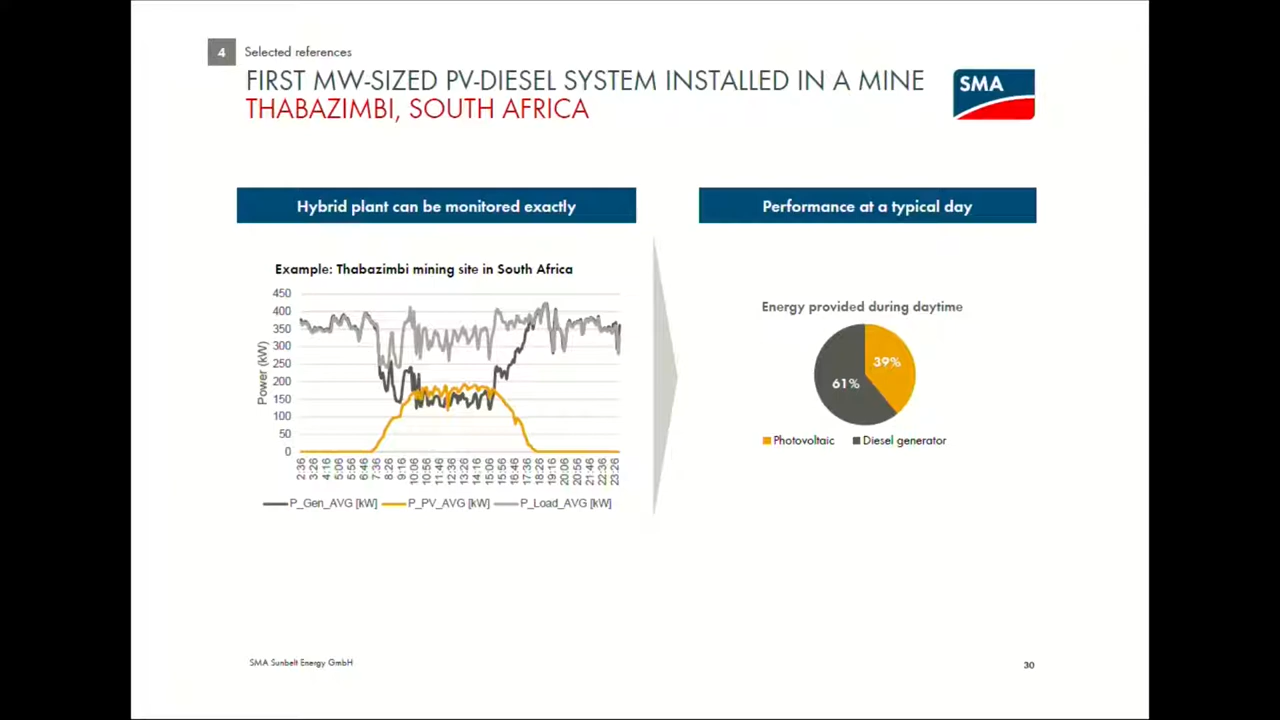 4
Selected references
FIRST MW-SIZED PV-DIESEL SYSTEM INSTALLED IN A MINE
THABAZIMBI, SOUTH AFRICA
SMA
Hybrid plant can be monitored exactly
Example: Thabazimbi mining site in South Africa
Power (kW)
450
400
350
300
250
200
150
100
50
0
2:36
3:26
4:16
5:06
5:56
6:46
7:36
8:26
9:16
10:06
10:56
11:46
12:36
13:26
14:16
15:06
15:56
16:46
17:36
18:26
19:16
20:06
20:56
21:46
22:36
23:26
P_Gen_AVG [kW]
P_PV_AVG [kW]
P_Load_AVG [kW]
Performance at a typical day
Energy provided during daytime
39%
61%
Photovoltaic
Diesel generator
SMA Sunbelt Energy GmbH
30